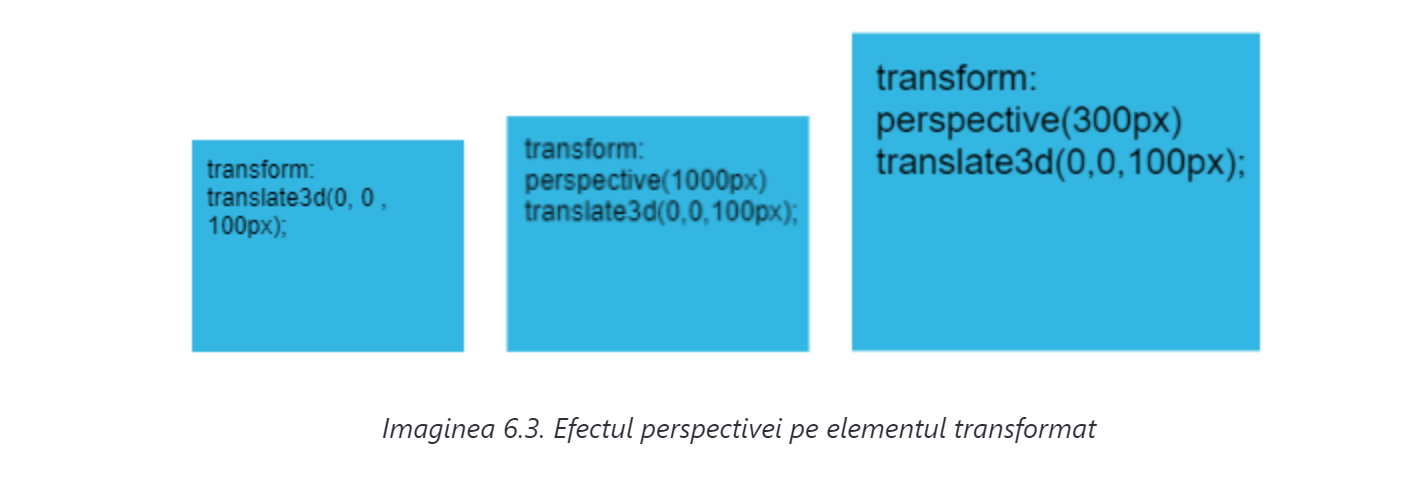 transform:
translate3d(0, 0 ,
100px);
transform:
perspective(1000px)
translate3d(0,0,100px);
transform:
perspective(300px)
translate3d(0,0,100px);
Imaginea 6.3. Efectul perspectivei pe elementul transformat